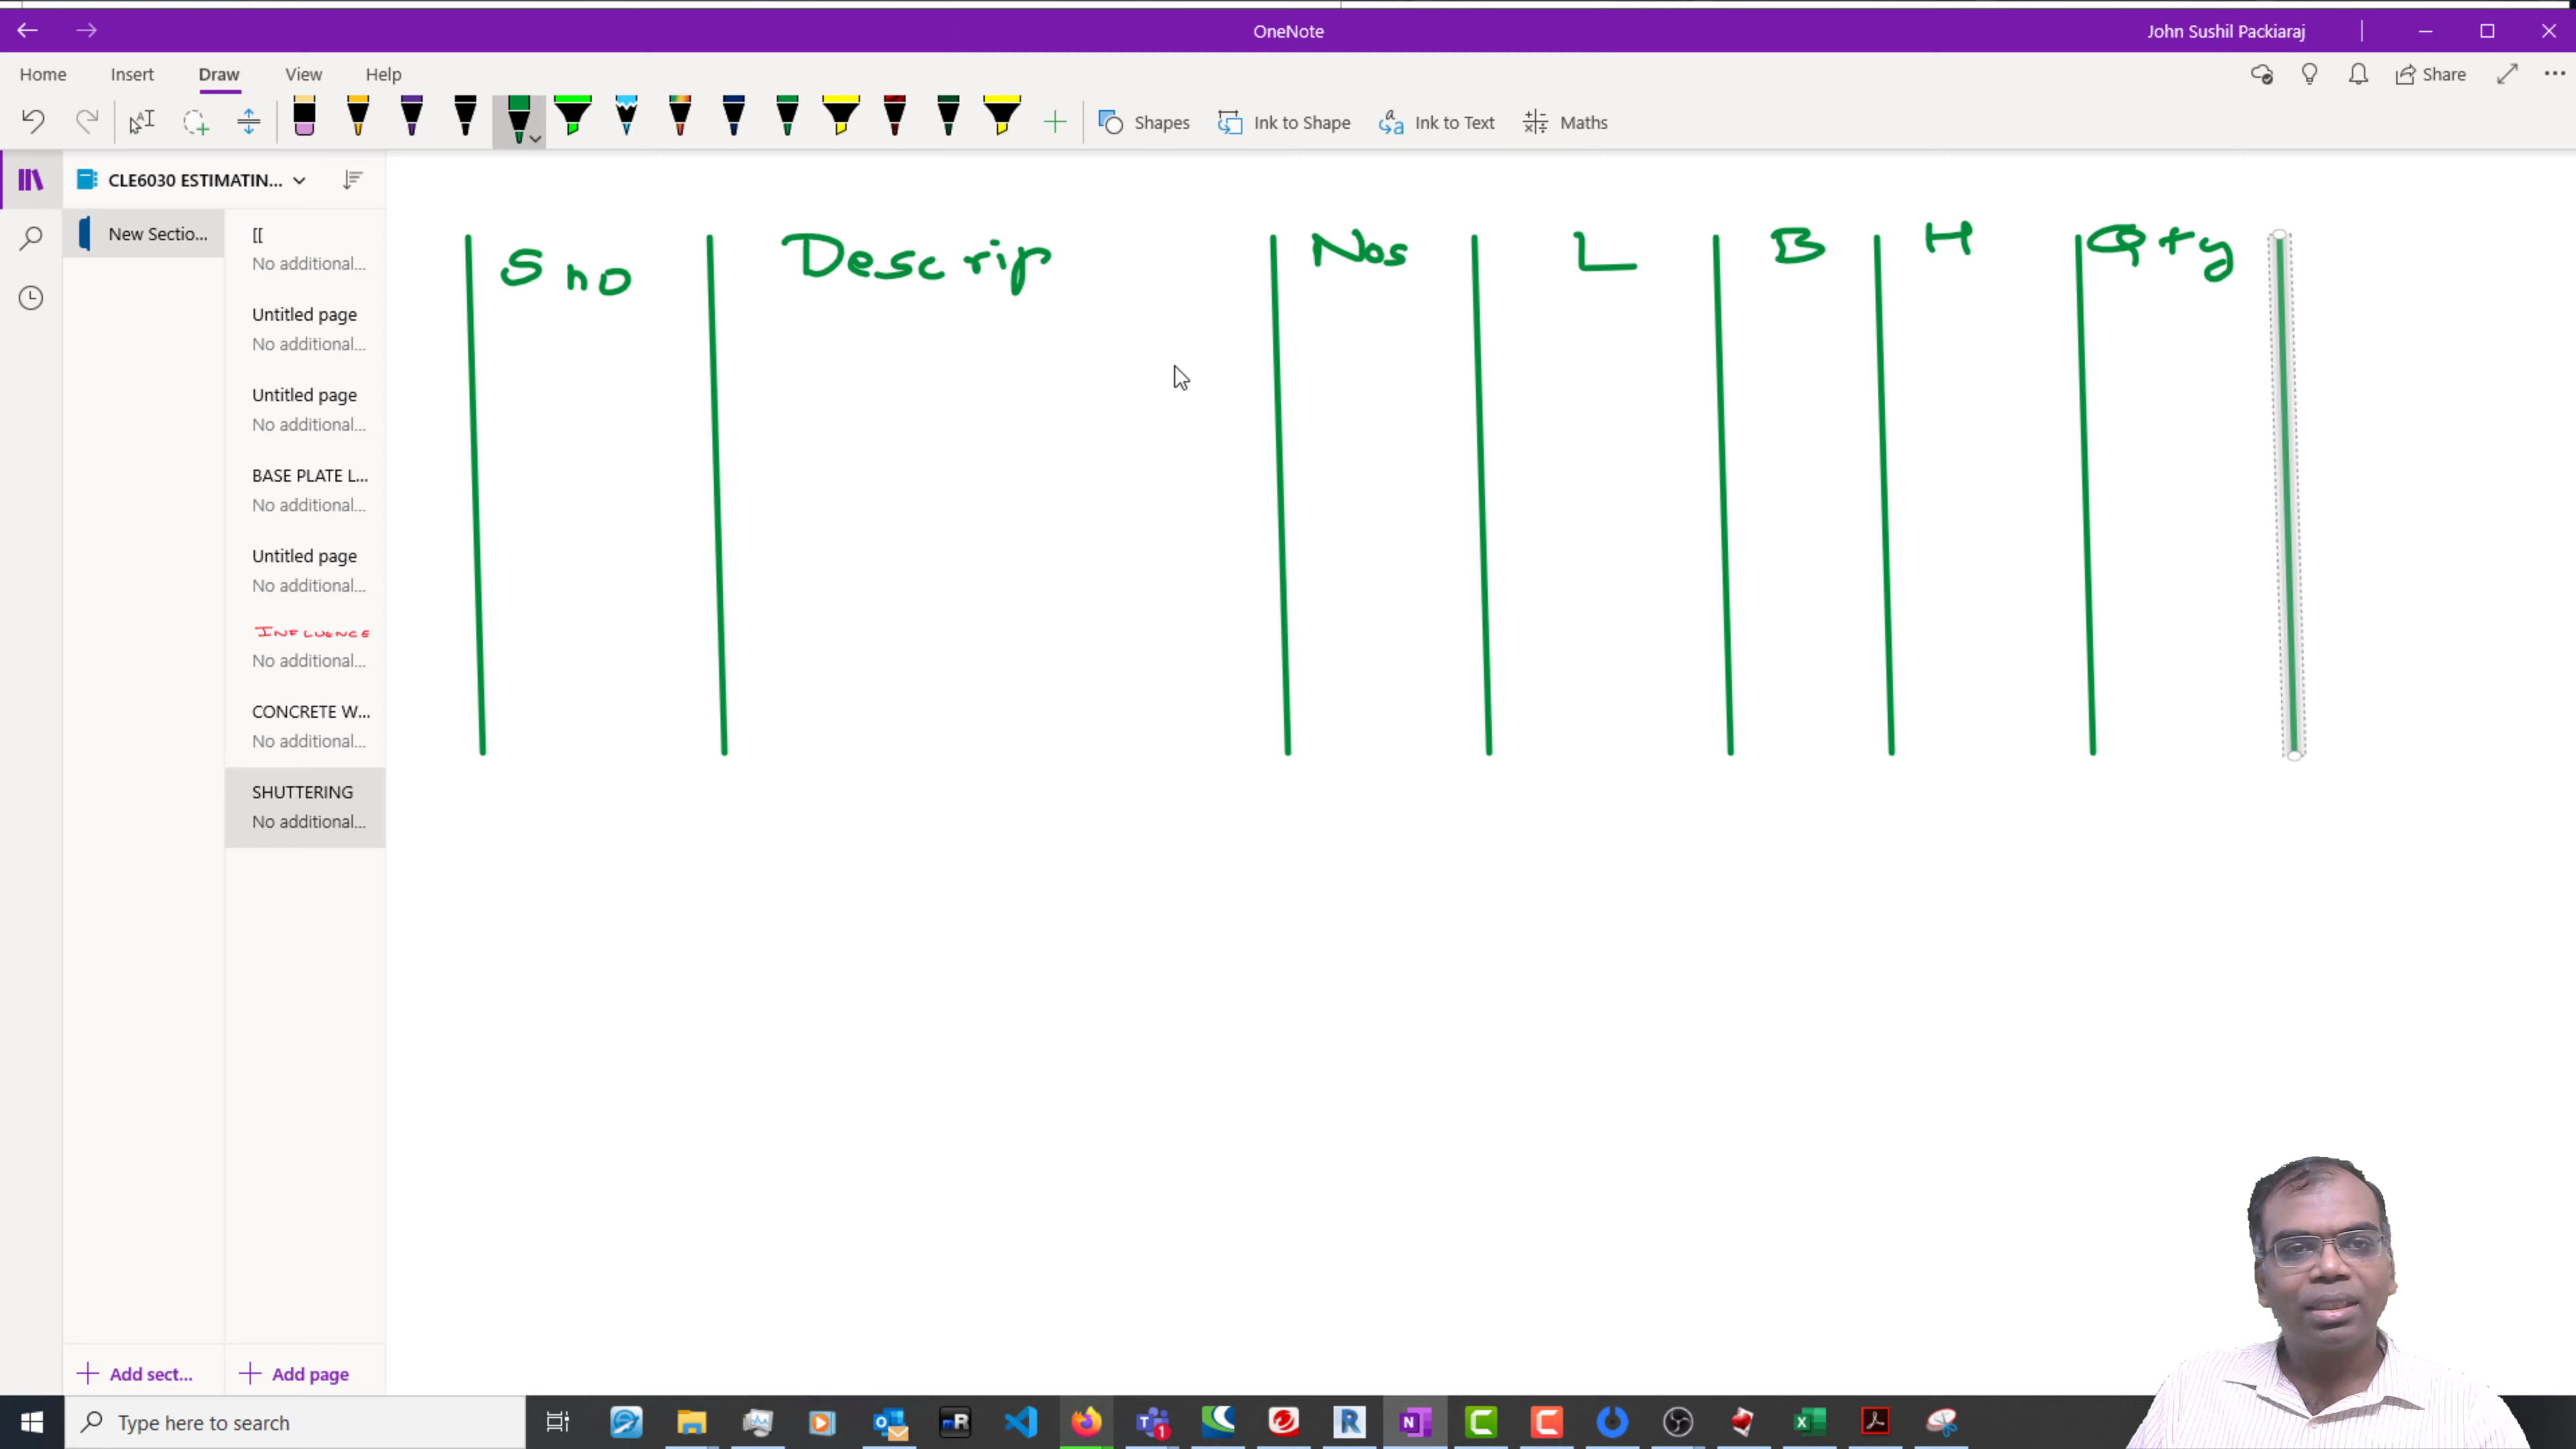 OneNote
John Sushil Packiaraj
Home Insert Draw View Help
Share
Shapes Ink to Shape Ink to Text Maths
CLE6030 ESTIMATIN...
New Sectio...
[[
No additional...
Untitled page
No additional...
Untitled page
No additional...
BASE PLATE L...
No additional...
Untitled page
No additional...
INFLUENCE
No additional...
CONCRETE W...
No additional...
SHUTTERING
No additional...
S no Descrip Nos L B H Qty
Add sect... Add page
Type here to search